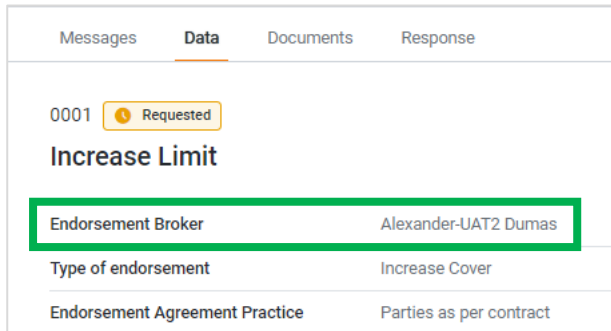 Messages Data Documents Response
0001 Requested
Increase Limit
Endorsement Broker Alexander-UAT2 Dumas
Type of endorsement Increase Cover
Endorsement Agreement Practice Parties as per contract